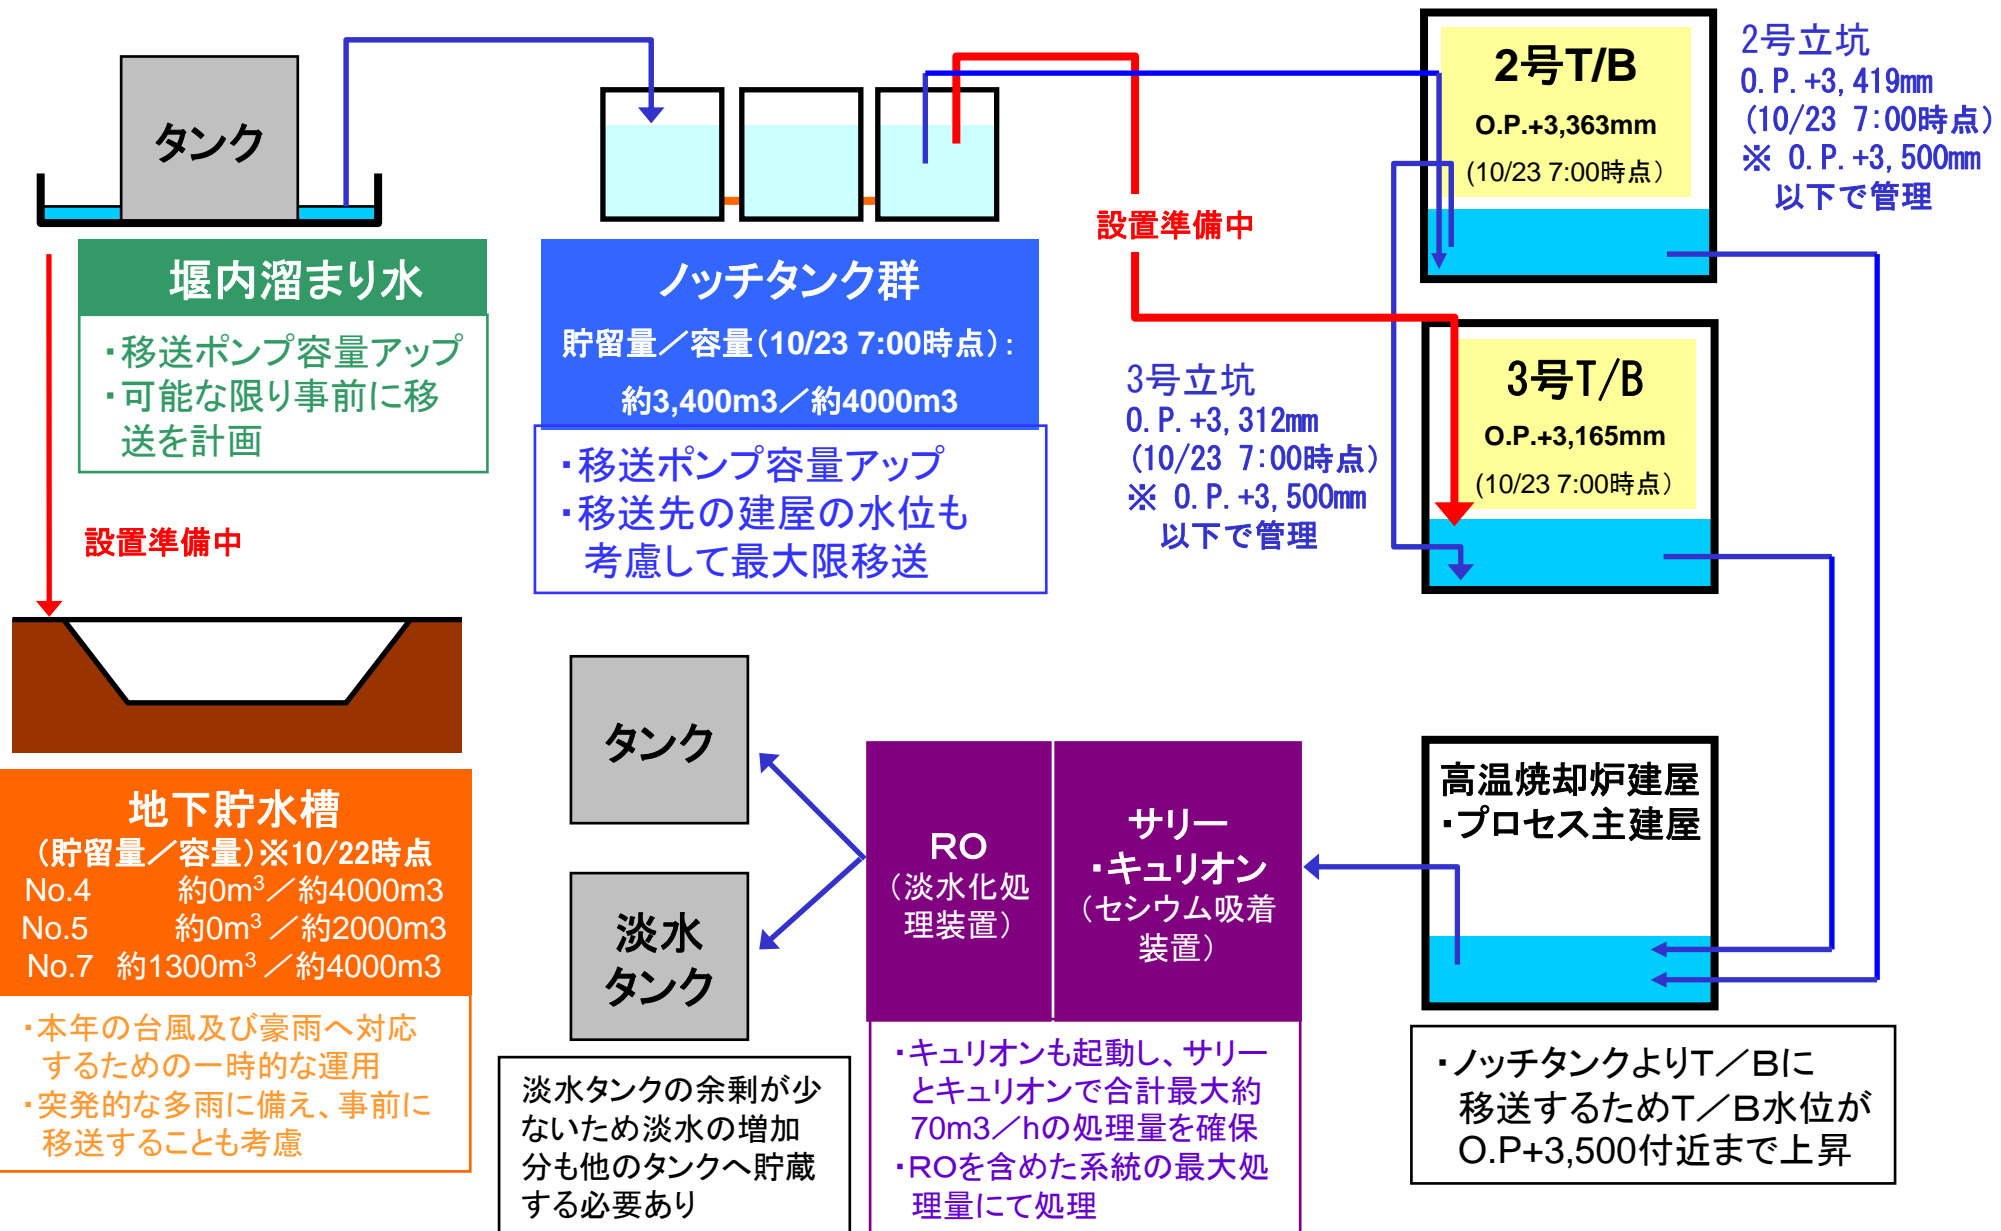 タンク
堰内溜まり水
・移送ポンプ容量アップ
・可能な限り事前に移
送を計画
設置準備中
地下貯水槽
（貯留量／容量）※10/22時点
No.4 約0m³／約4000m3
No.5 約0m³／約2000m3
No.7 約1300m³／約4000m3
・本年の台風及び豪雨へ対応
するための一時的な運用
・突発的な多雨に備え、事前に
移送することも考慮
ノッチタンク群
貯留量／容量（10/23 7:00時点）：
約3,400m3／約4000m3
・移送ポンプ容量アップ
・移送先の建屋の水位も
考慮して最大限移送
設置準備中
2号T/B
O.P.+3,363mm
(10/23 7:00時点）
2号立坑
O.P.+3,419mm
(10/23 7:00時点)
※ O.P.+3,500mm
以下で管理
3号立坑
O.P.+3,312mm
(10/23 7:00時点)
※ O.P.+3,500mm
以下で管理
3号T/B
O.P.+3,165mm
(10/23 7:00時点）
高温焼却炉建屋
・プロセス主建屋
・ノッチタンクよりT／Bに
移送するためT／B水位が
O.P+3,500付近まで上昇
サリー
・キュリオン
（セシウム吸着
装置）
RO
（淡水化処
理装置）
・キュリオンも起動し、サリー
とキュリオンで合計最大約
70m3／hの処理量を確保
・ROを含めた系統の最大処
理量にて処理
タンク
淡水
タンク
淡水タンクの余剰が少
ないため淡水の増加
分も他のタンクへ貯蔵
する必要あり